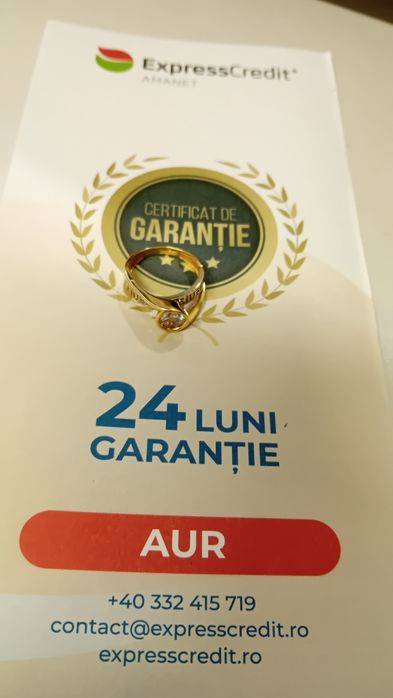 ExpressCredit®
AMANET
CERTIFICAT DE
GARANȚIE
24 LUNI
GARANȚIE
AUR
+40 332 415 719
contact@expresscredit.ro
expresscredit.ro